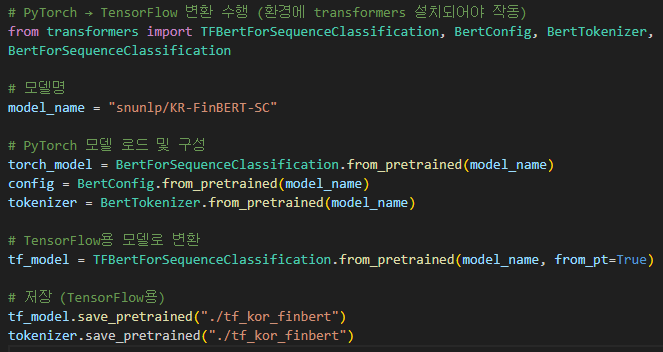 # PyTorch → TensorFlow 변환 수행 (환경에 transformers 설치되어야 작동)
from transformers import TFBertForSequenceClassification, BertConfig, BertTokenizer,
BertForSequenceClassification
# 모델명
model_name = "snunlp/KR-FinBERT-SC"
# PyTorch 모델 로드 및 구성
torch_model = BertForSequenceClassification.from_pretrained(model_name)
config = BertConfig.from_pretrained(model_name)
tokenizer = BertTokenizer.from_pretrained(model_name)
# TensorFlow용 모델로 변환
tf_model = TFBertForSequenceClassification.from_pretrained(model_name, from_pt=True)
# 저장 (TensorFlow용)
tf_model.save_pretrained("./tf_kor_finbert")
tokenizer.save_pretrained("./tf_kor_finbert")